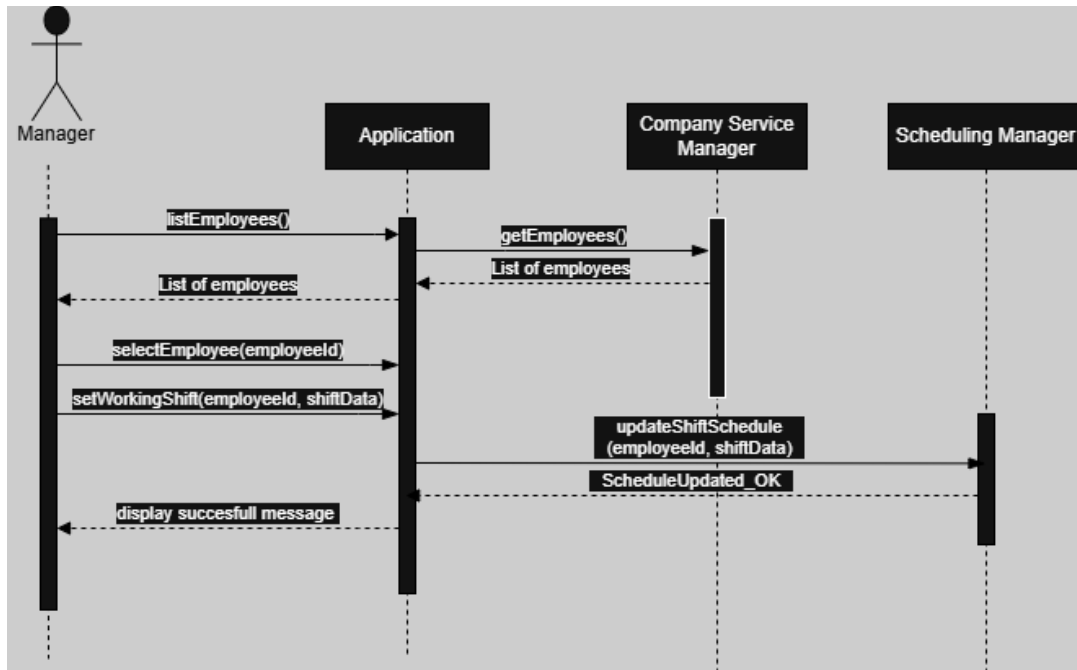 Manager
Application
Company Service
Manager
Scheduling Manager
listEmployees()
getEmployees()
List of employees
List of employees
selectEmployee(employeeId)
setWorkingShift(employeeId, shiftData)
updateShiftSchedule
(employeeId, shiftData)
ScheduleUpdated_OK
display succesfull message